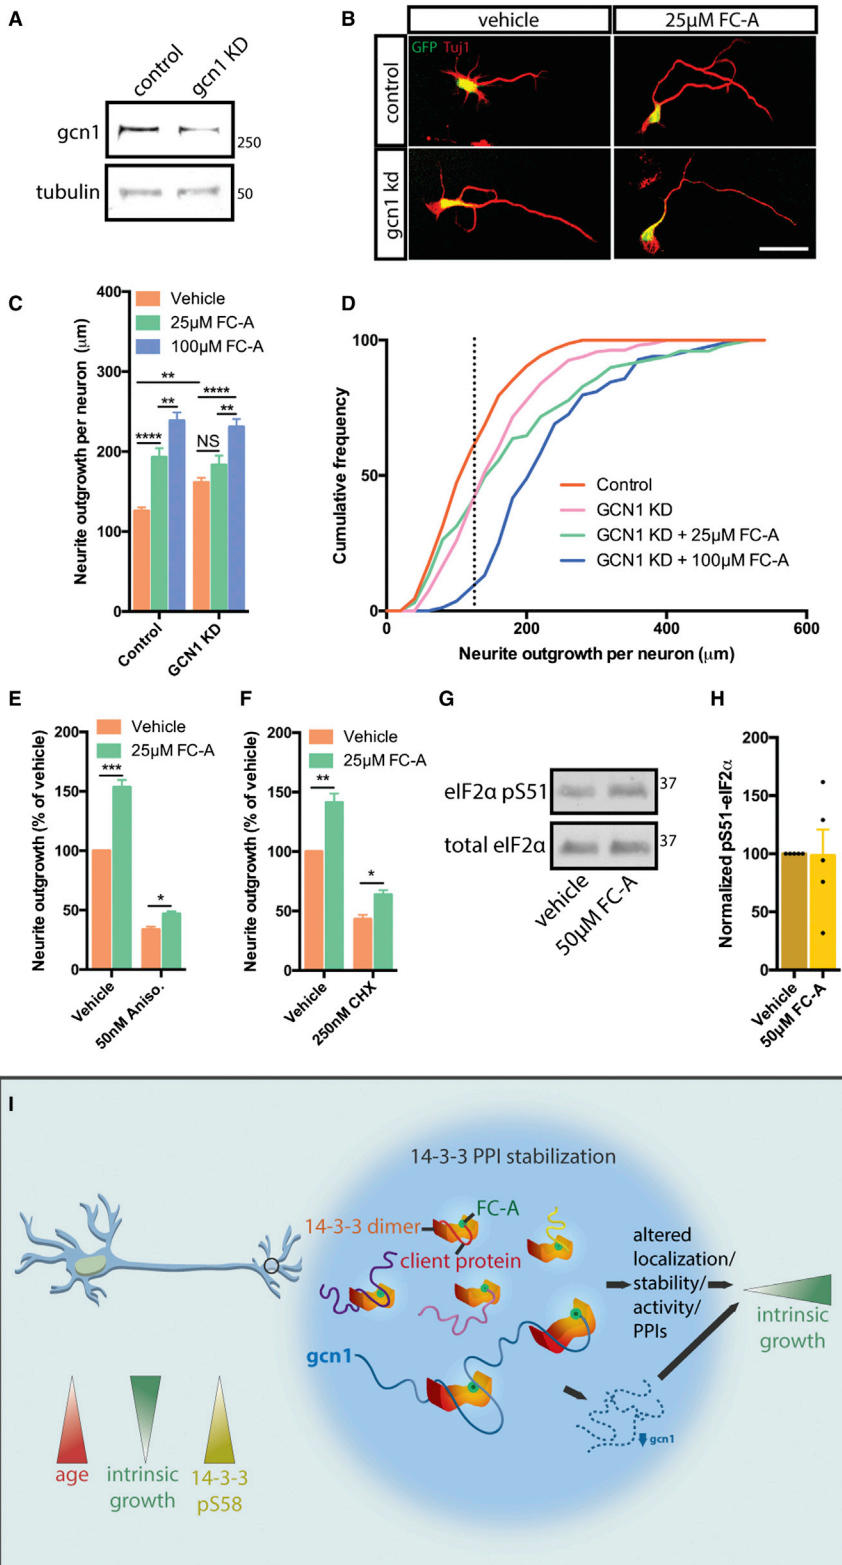 A
control
gcn1 KD
gcn1
250
tubulin
50
B
vehicle
25µM FC-A
control
GFP Tuj1
gcn1 kd
C
Neurite outgrowth per neuron (µm)
400
300
200
100
0
Vehicle
25µM FC-A
100µM FC-A
**
****
**
****
NS
**
Control
GCN1 KD
D
Cumulative frequency
100
50
0
Control
GCN1 KD
GCN1 KD + 25µM FC-A
GCN1 KD + 100µM FC-A
0
200
400
600
Neurite outgrowth per neuron (µm)
E
Neurite outgrowth (% of vehicle)
200
150
100
50
0
Vehicle
25µM FC-A
***
*
Vehicle
50nM Aniso.
F
Neurite outgrowth (% of vehicle)
200
150
100
50
0
Vehicle
25µM FC-A
**
*
Vehicle
250nM CHX
G
eIF2α pS51
37
total eIF2α
37
vehicle
50µM FC-A
H
Normalized pS51-eIF2α
200
150
100
50
0
Vehicle
50µM FC-A
I
14-3-3 PPI stabilization
FC-A
14-3-3 dimer
client protein
gcn1
altered
localization/
stability/
activity/
PPIs
intrinsic
growth
gcn1
age
intrinsic
growth
14-3-3
pS58